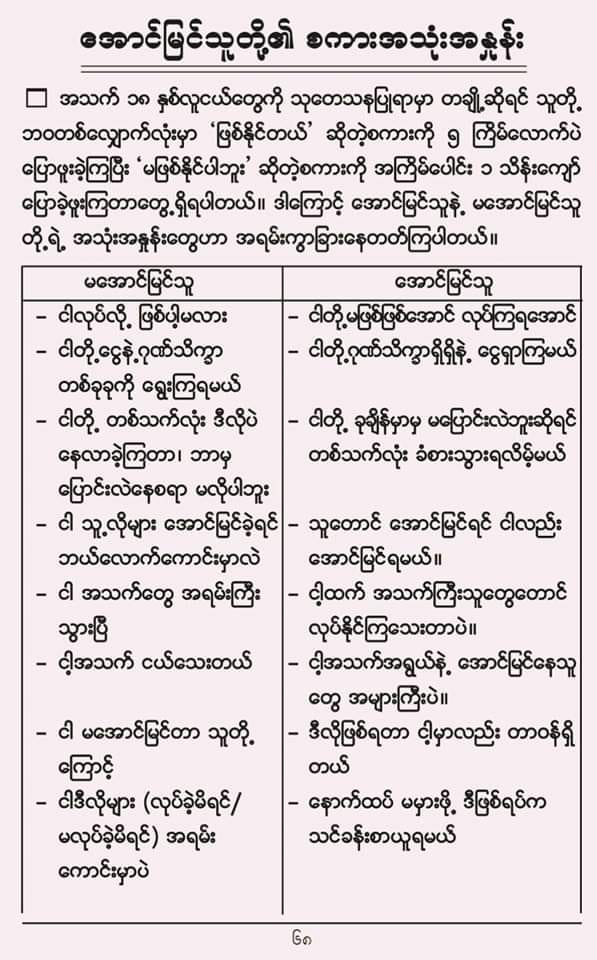 အောင်မြင်သူတို့၏ စကားအသုံးအနှုန်း
အသက် ၁၈ နှစ်လူငယ်တွေကို သုတေသနပြုရာမှာ တချို့ဆိုရင် သူတို့
ဘဝတစ်လျှောက်လုံးမှာ ‘ဖြစ်နိုင်တယ်’ ဆိုတဲ့စကားကို ၅ ကြိမ်လောက်ပဲ
ပြောဖူးခဲ့ကြပြီး ‘မဖြစ်နိုင်ပါဘူး’ ဆိုတဲ့စကားကို အကြိမ်ပေါင်း ၁ သိန်းကျော်
ပြောခဲ့ဖူးကြတာတွေ့ရှိရပါတယ်။ ဒါကြောင့် အောင်မြင်သူနဲ့ မအောင်မြင်သူ
တို့ရဲ့ အသုံးအနှုန်းတွေဟာ အရမ်းကွာခြားနေတတ်ကြပါတယ်။
မအောင်မြင်သူ
– ငါလုပ်လို့ ဖြစ်ပါ့မလား
– ငါတို့ငွေနဲ့ဂုဏ်သိက္ခာ
တစ်ခုခုကို ရွေးကြရမယ်
– ငါတို့ တစ်သက်လုံး ဒီလိုပဲ
နေလာခဲ့ကြတာ၊ ဘာမှ
ပြောင်းလဲနေစရာ မလိုပါဘူး
– ငါ သူ့လိုများ အောင်မြင်ခဲ့ရင်
ဘယ်လောက်ကောင်းမှာလဲ
– ငါ အသက်တွေ အရမ်းကြီး
သွားပြီ
– ငါ့အသက် ငယ်သေးတယ်
– ငါ မအောင်မြင်တာ သူတို့
ကြောင့်
– ငါဒီလိုများ (လုပ်ခဲ့မိရင်/
မလုပ်ခဲ့မိရင်) အရမ်း
ကောင်းမှာပဲ
အောင်မြင်သူ
– ငါတို့မဖြစ်ဖြစ်အောင် လုပ်ကြရအောင်
– ငါတို့ဂုဏ်သိက္ခာရှိရှိနဲ့ ငွေရှာကြမယ်
– ငါတို့ ခုချိန်မှာမှ မပြောင်းလဲဘူးဆိုရင်
တစ်သက်လုံး ခံစားသွားရလိမ့်မယ်
– သူတောင် အောင်မြင်ရင် ငါလည်း
အောင်မြင်ရမယ်။
– ငါ့ထက် အသက်ကြီးသူတွေတောင်
လုပ်နိုင်ကြသေးတာပဲ။
– ငါ့အသက်အရွယ်နဲ့ အောင်မြင်နေသူ
တွေ အများကြီးပဲ။
– ဒီလိုဖြစ်ရတာ ငါ့မှာလည်း တာဝန်ရှိ
တယ်
– နောက်ထပ် မမှားဖို့ ဒီဖြစ်ရပ်က
သင်ခန်းစာယူရမယ်
၆၈